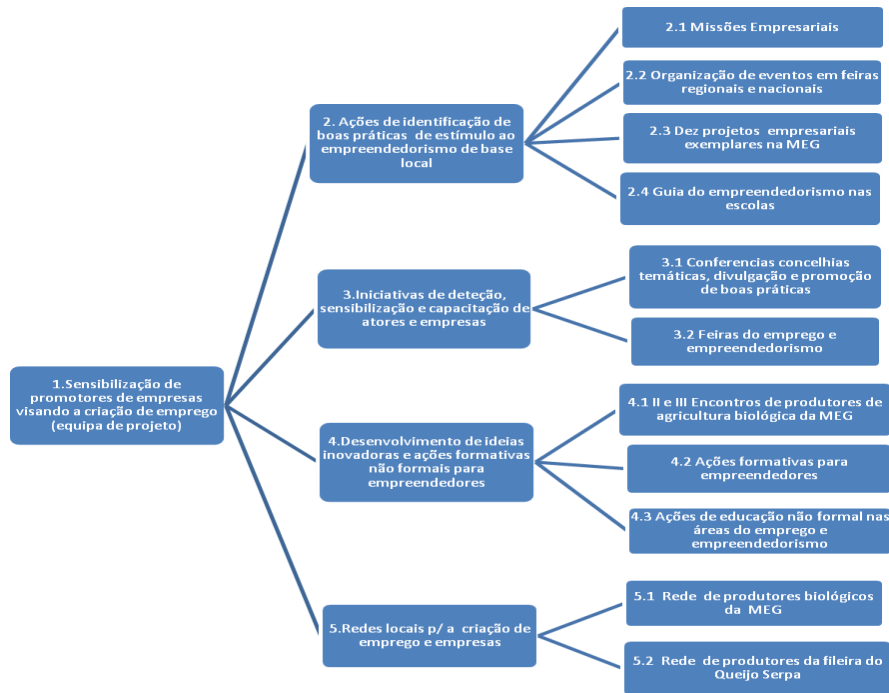 1.Sensibilização de
promotores de empresas
visando a criação de emprego
(equipa de projeto)
2. Ações de identificação de
boas práticas de estímulo ao
empreendedorismo de base
local
2.1 Missões Empresariais
2.2 Organização de eventos em feiras
regionais e nacionais
2.3 Dez projetos empresariais
exemplares na MEG
2.4 Guia do empreendedorismo nas
escolas
3.Iniciativas de deteção,
sensibilização e capacitação de
atores e empresas
3.1 Conferencias concelhias
temáticas, divulgação e promoção
de boas práticas
3.2 Feiras do emprego e
empreendedorismo
4.Desenvolvimento de ideias
inovadoras e ações formativas
não formais para
empreendedores
4.1 II e III Encontros de produtores de
agricultura biológica da MEG
4.2 Ações formativas para
empreendedores
4.3 Ações de educação não formal nas
áreas do emprego e
empreendedorismo
5.Redes locais p/ a criação de
emprego e empresas
5.1 Rede de produtores biológicos
da MEG
5.2 Rede de produtores da fileira do
Queijo Serpa